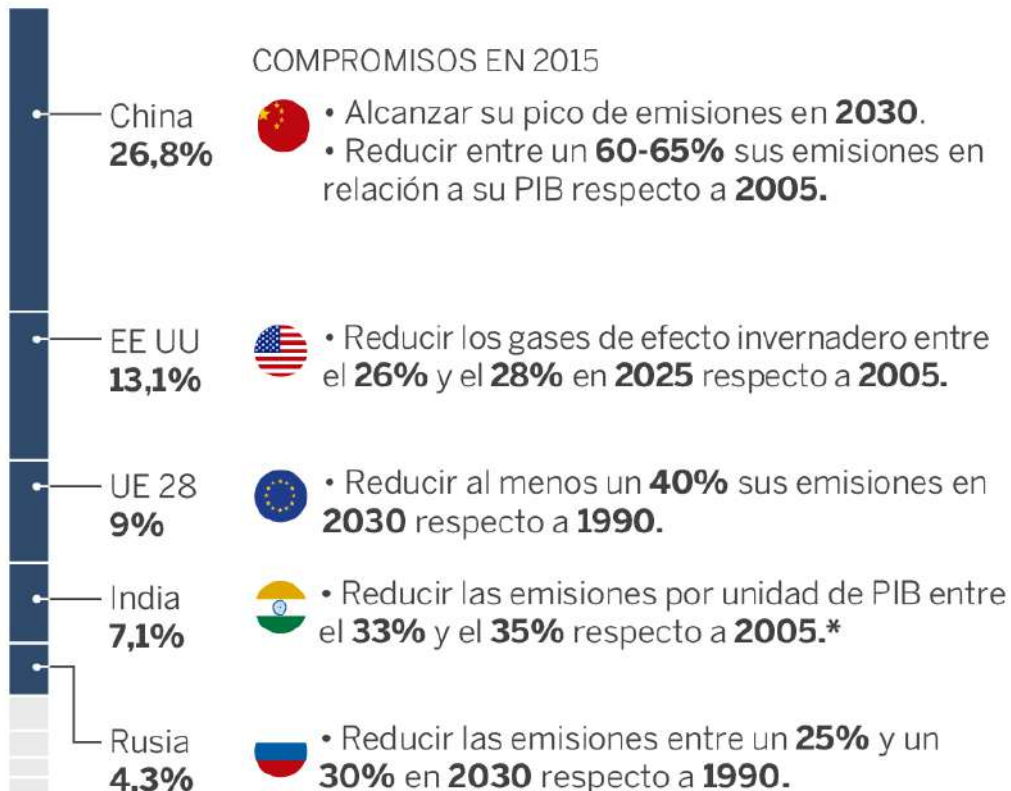 COMPROMISOS EN 2015
China
26,8%
• Alcanzar su pico de emisiones en 2030.
• Reducir entre un 60-65% sus emisiones en
relación a su PIB respecto a 2005.
EE UU
13,1%
• Reducir los gases de efecto invernadero entre
el 26% y el 28% en 2025 respecto a 2005.
UE 28
9%
• Reducir al menos un 40% sus emisiones en
2030 respecto a 1990.
India
7,1%
• Reducir las emisiones por unidad de PIB entre
el 33% y el 35% respecto a 2005.*
Rusia
4,3%
• Reducir las emisiones entre un 25% y un
30% en 2030 respecto a 1990.